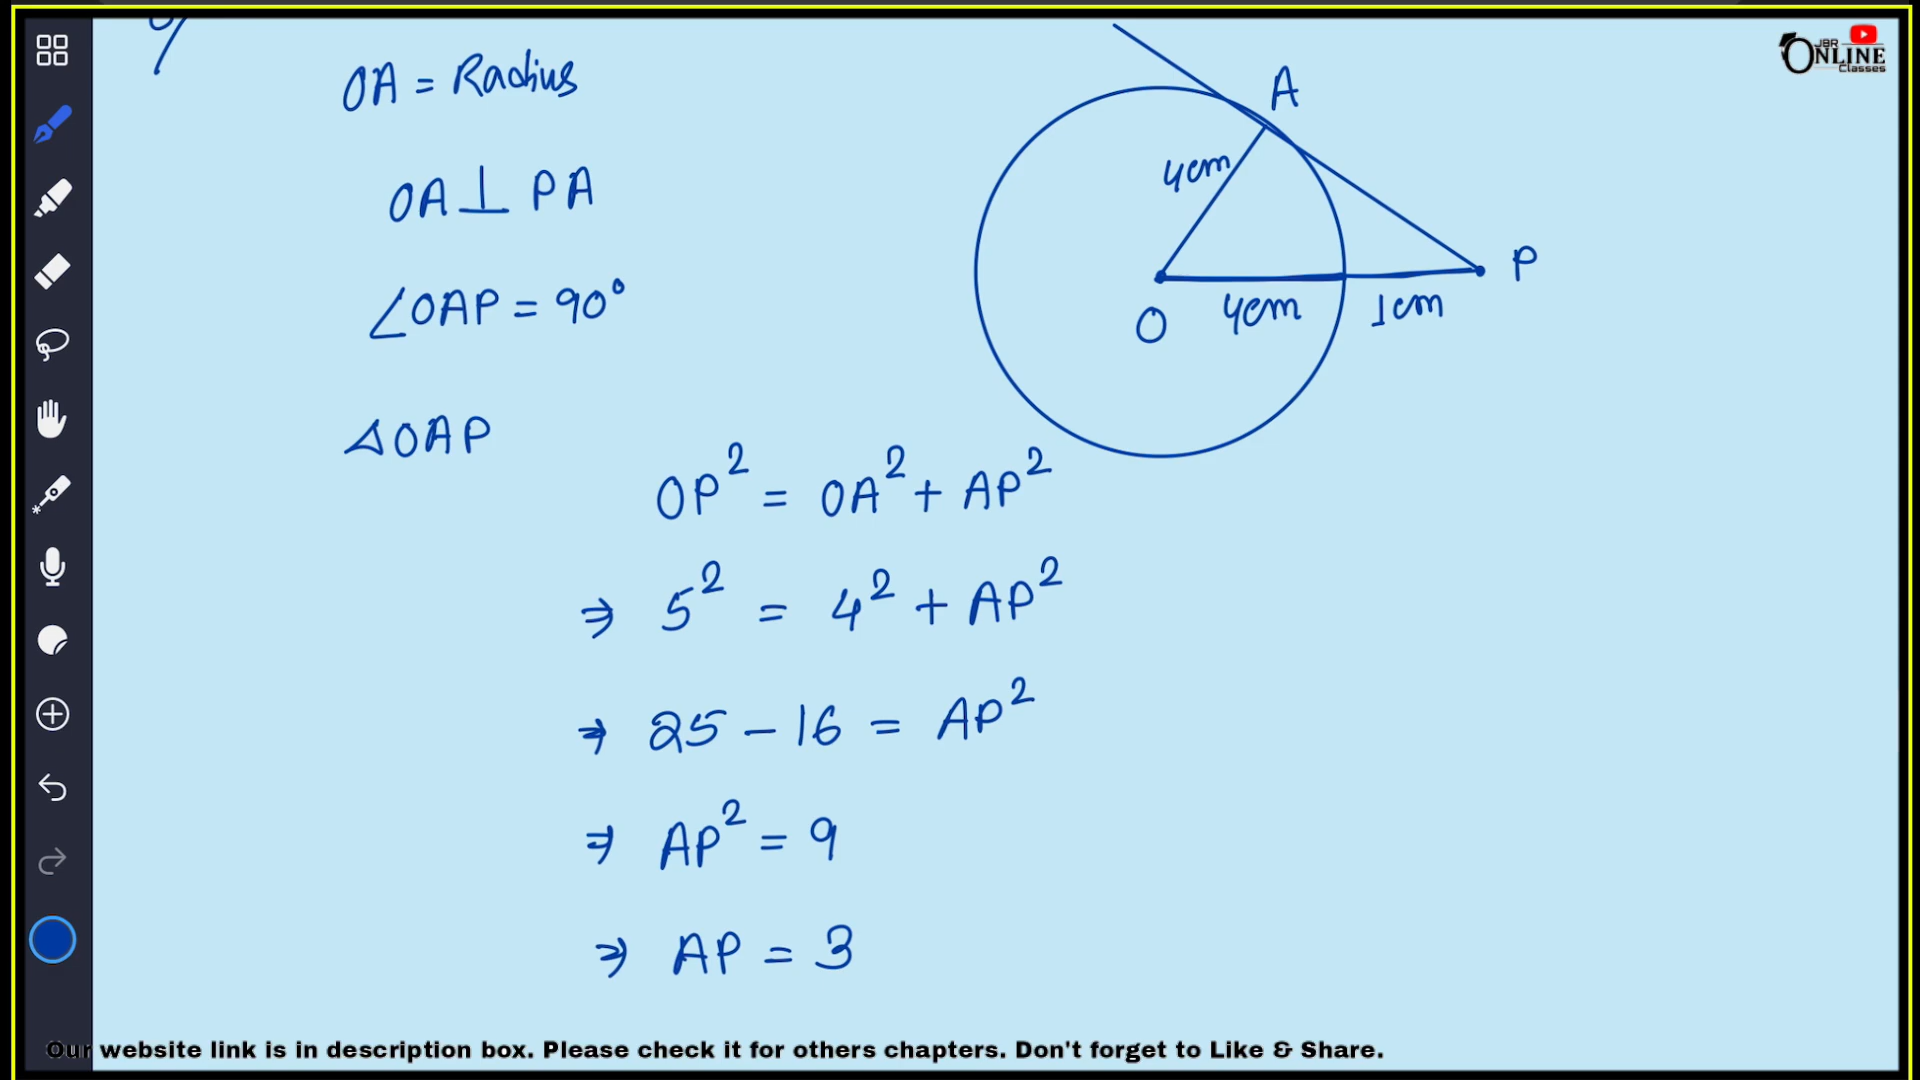 OA = Radius
OA ⊥ PA
∠OAP = 90°
△OAP
OP² = OA² + AP²
⇒ 5² = 4² + AP²
⇒ 25 - 16 = AP²
⇒ AP² = 9
⇒ AP = 3
A
4cm
P
O
4cm
1cm
JBR
ONLINE
Classes
Our website link is in description box. Please check it for others chapters. Don't forget to Like & Share.